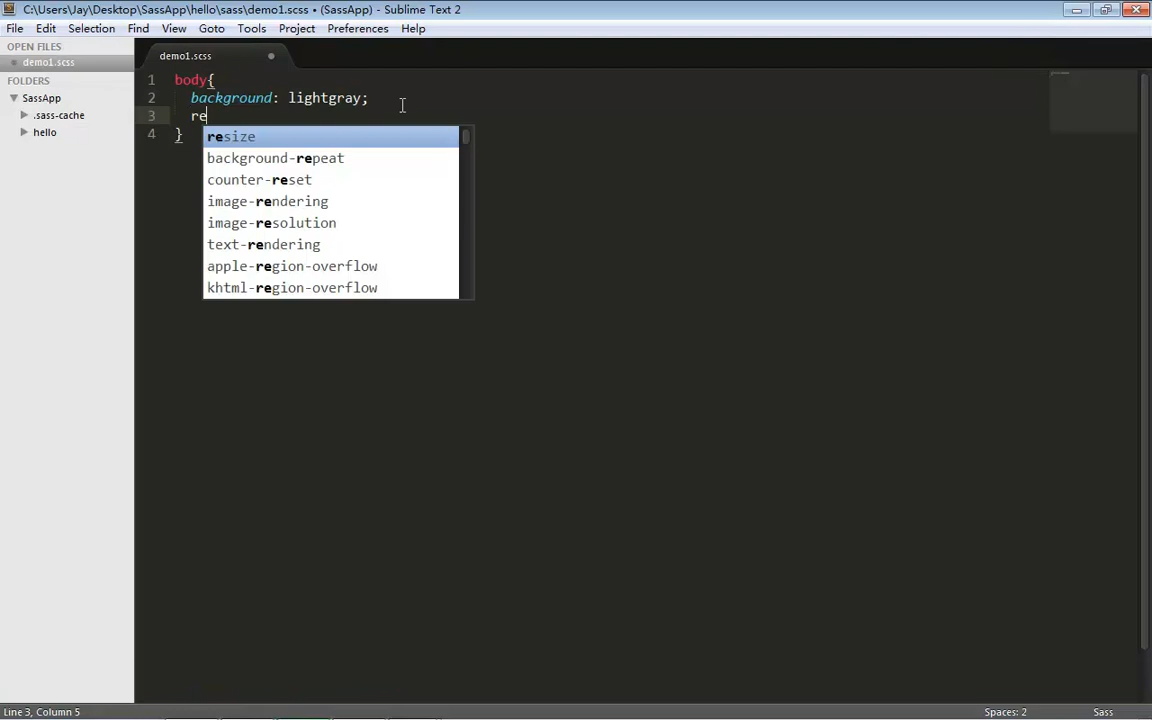 C:\Users\Jay\Desktop\SassApp\hello\sass\demo1.scss • (SassApp) - Sublime Text 2
File Edit Selection Find View Goto Tools Project Preferences Help
OPEN FILES
demo1.scss
FOLDERS
SassApp
.sass-cache
hello
demo1.scss
1 body{
2 background: lightgray;
3 re
4 }
resize
background-repeat
counter-reset
image-rendering
image-resolution
text-rendering
apple-region-overflow
khtml-region-overflow
Line 3, Column 5
Spaces: 2
Sass